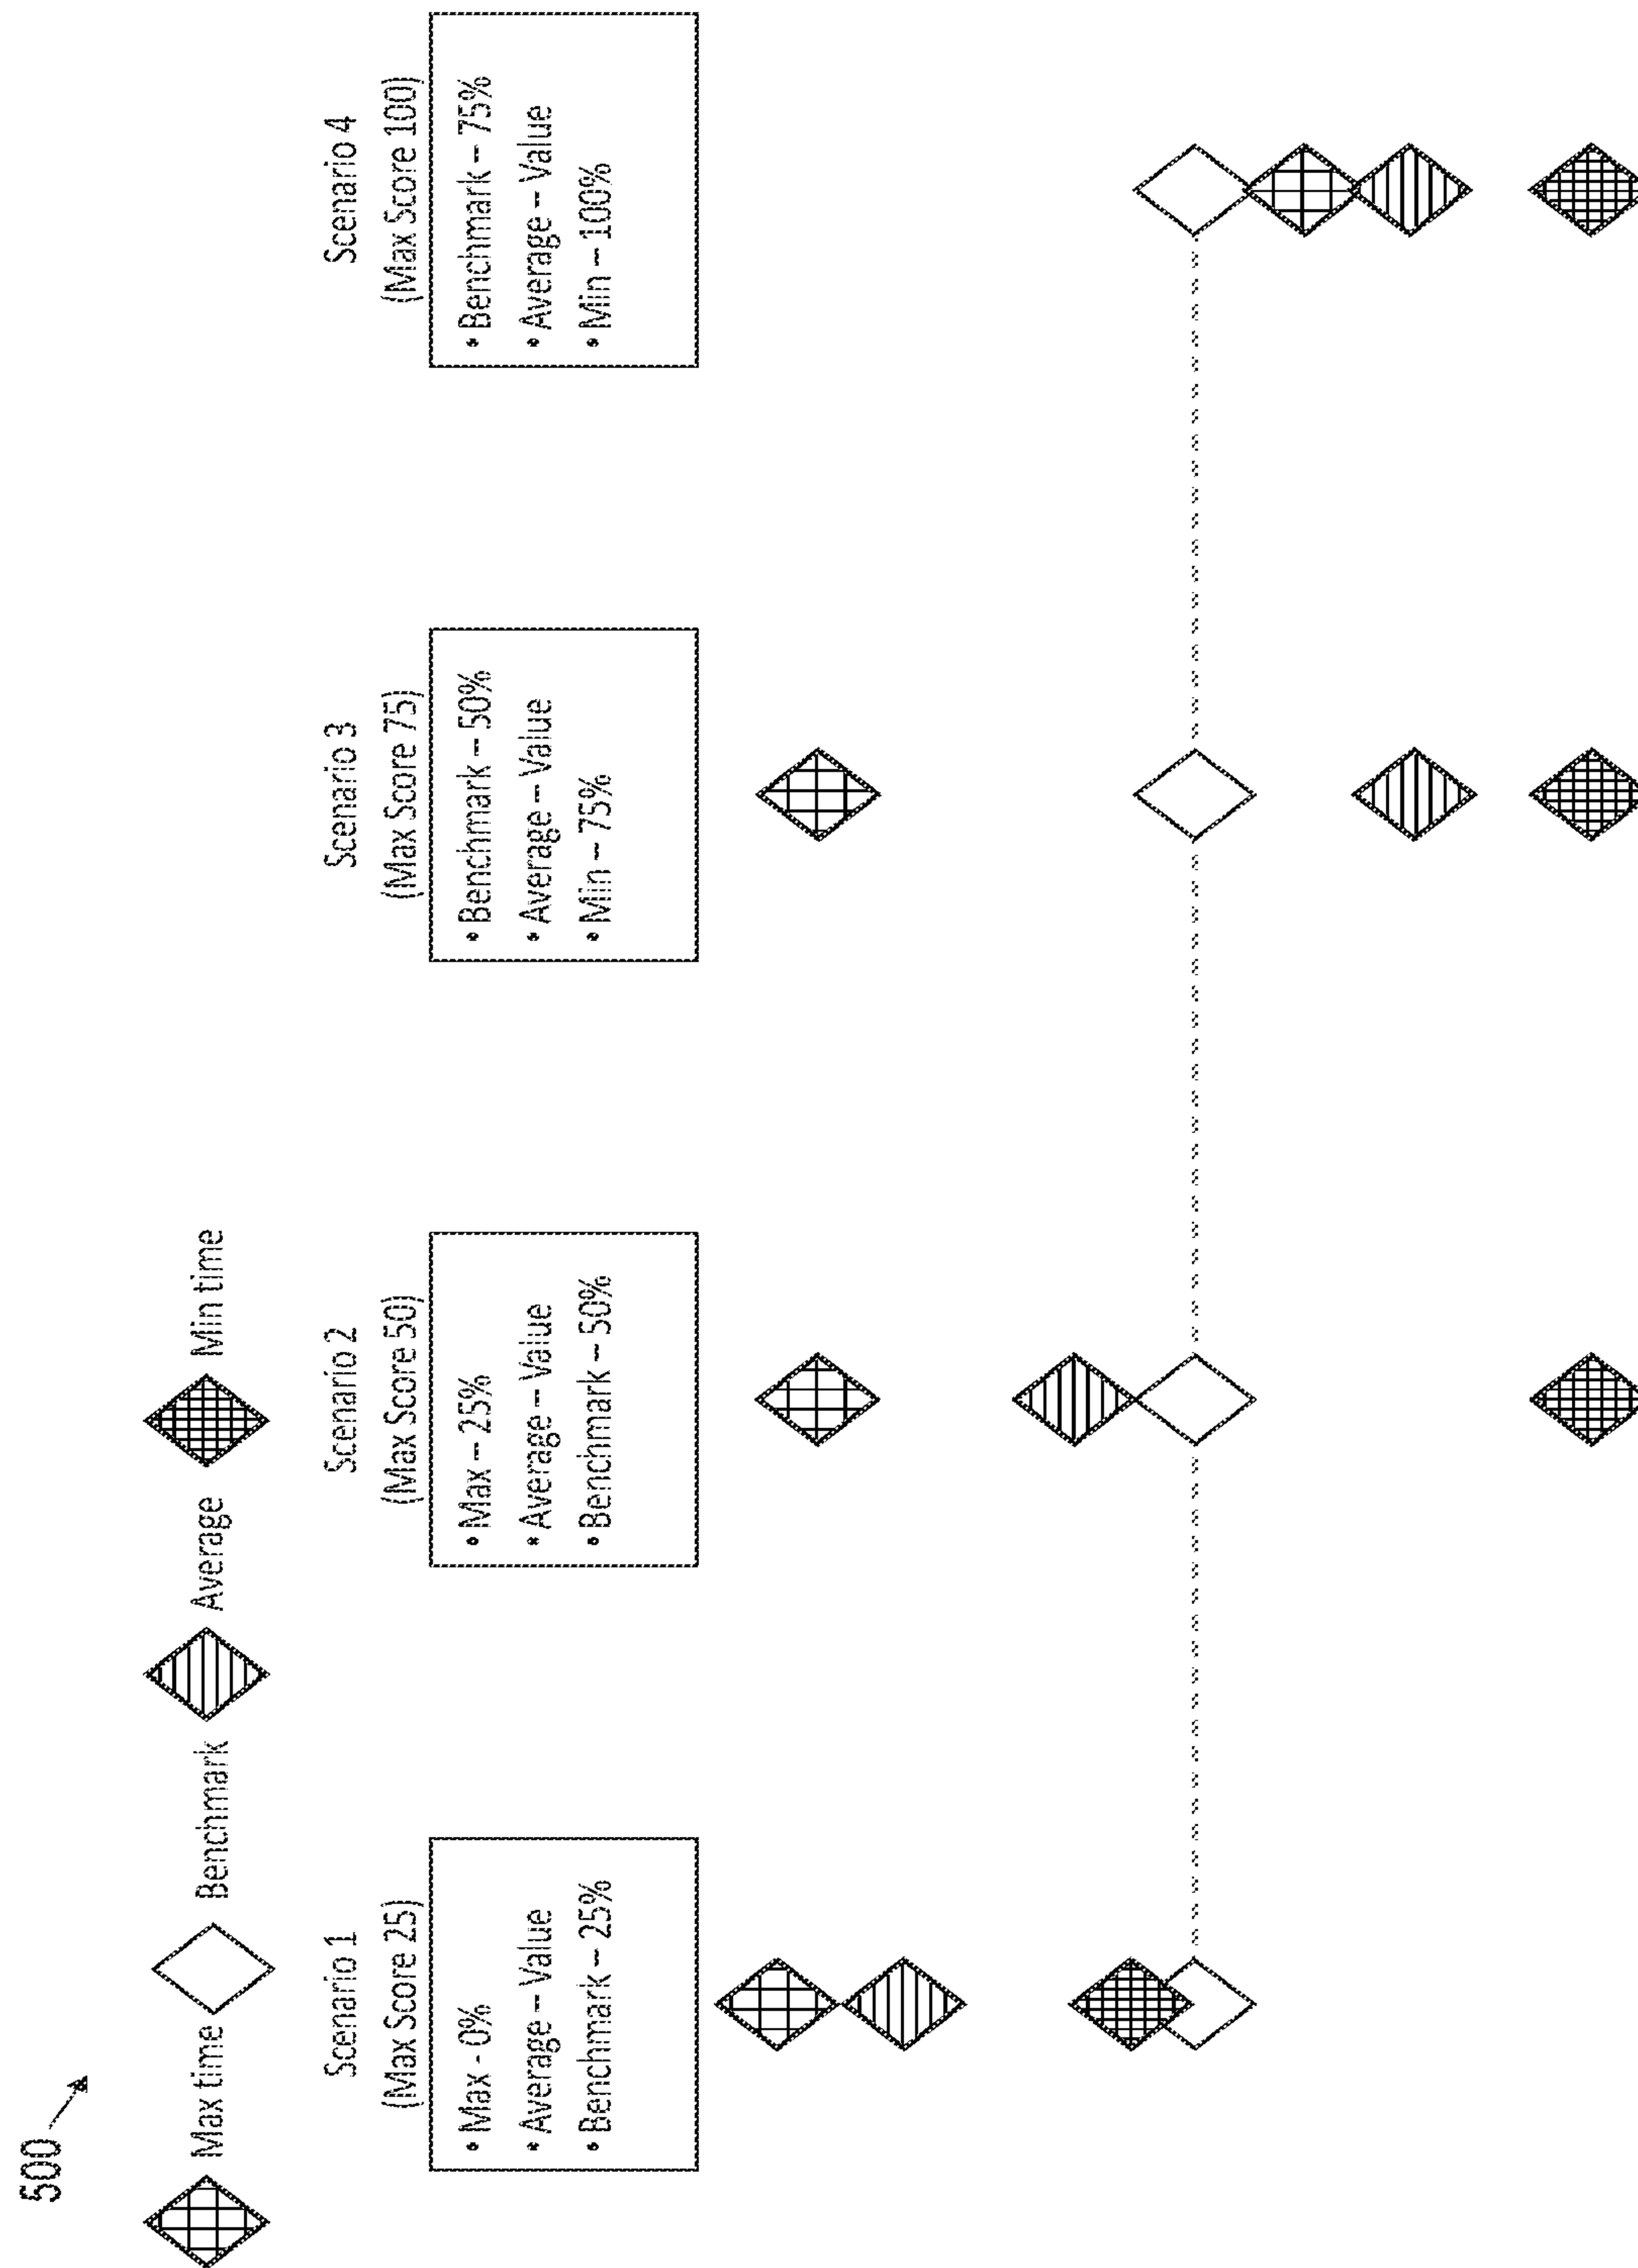 500
Max time
Benchmark
Average
Min time
Scenario 1
(Max Score 25)
• Max - 0%
• Average – Value
• Benchmark – 25%
Scenario 2
(Max Score 50)
• Max – 25%
• Average – Value
• Benchmark – 50%
Scenario 3
(Max Score 75)
• Benchmark – 50%
• Average – Value
• Min – 75%
Scenario 4
(Max Score 100)
• Benchmark – 75%
• Average – Value
• Min – 100%